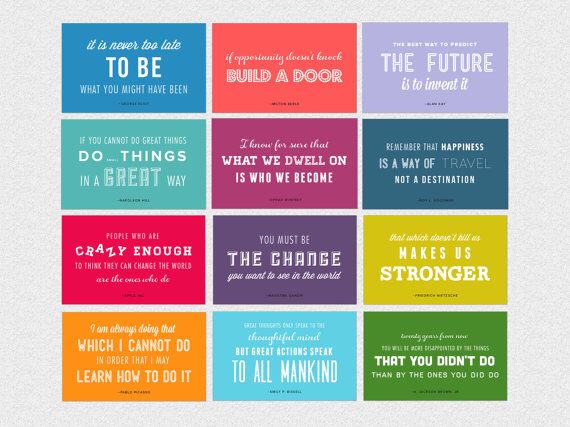 it is never too late
TO BE
WHAT YOU MIGHT HAVE BEEN
-GEORGE ELIOT
if opportunity doesn't knock
BUILD A DOOR
-MILTON BERLE
THE BEST WAY TO PREDICT
THE FUTURE
is to invent it
-ALAN KAY
IF YOU CANNOT DO GREAT THINGS
DO SMALL THINGS
IN A GREAT WAY
-NAPOLEON HILL
I know for sure that
WHAT WE DWELL ON
IS WHO WE BECOME
-OPRAH WINFREY
REMEMBER THAT HAPPINESS
IS A WAY OF TRAVEL
NOT A DESTINATION
-ROY L. GOODMAN
PEOPLE WHO ARE
CRAZY ENOUGH
TO THINK THEY CAN CHANGE THE WORLD
are the ones who do
-APPLE INC.
YOU MUST BE
THE CHANGE
you want to see in the world
-MAHATMA GANDHI
that which doesn't kill us
MAKES US
STRONGER
-FRIEDRICH NIETZSCHE
I am always doing that
WHICH I CANNOT DO
IN ORDER THAT I MAY
LEARN HOW TO DO IT
-PABLO PICASSO
GREAT THOUGHTS ONLY SPEAK TO THE
thoughtful mind
BUT GREAT ACTIONS SPEAK
TO ALL MANKIND
-EMILY P. BISSELL
twenty years from now
YOU WILL BE MORE DISAPPOINTED BY THE THINGS
THAT YOU DIDN'T DO
THAN BY THE ONES YOU DID DO
-H. JACKSON BROWN, JR.